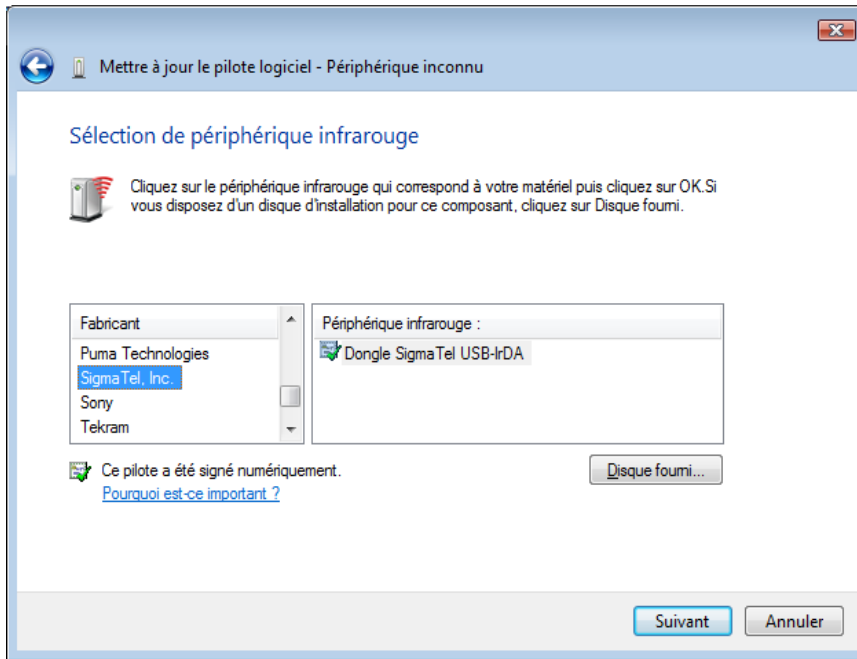 Mettre à jour le pilote logiciel - Périphérique inconnu
Sélection de périphérique infrarouge
Cliquez sur le périphérique infrarouge qui correspond à votre matériel puis cliquez sur OK.Si
vous disposez d'un disque d'installation pour ce composant, cliquez sur Disque fourni.
Fabricant
Puma Technologies
SigmaTel, Inc.
Sony
Tekram
Périphérique infrarouge :
Dongle SigmaTel USB-IrDA
Ce pilote a été signé numériquement.
Pourquoi est-ce important ?
Disque fourni...
Suivant
Annuler